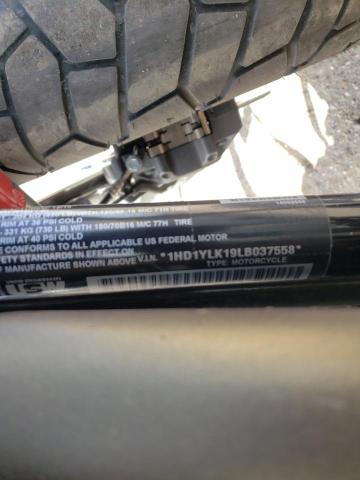 RIM AT 36 PSI COLD
- 331 KG (730 LB) WITH 180/70B16 M/C 77H TIRE
RIM AT 40 PSI COLD
E CONFORMS TO ALL APPLICABLE US FEDERAL MOTOR
ETY STANDARDS IN EFFECT ON
F MANUFACTURE SHOWN ABOVE V.I.N. *1HD1YLK19LB037558*
TYPE: MOTORCYCLE